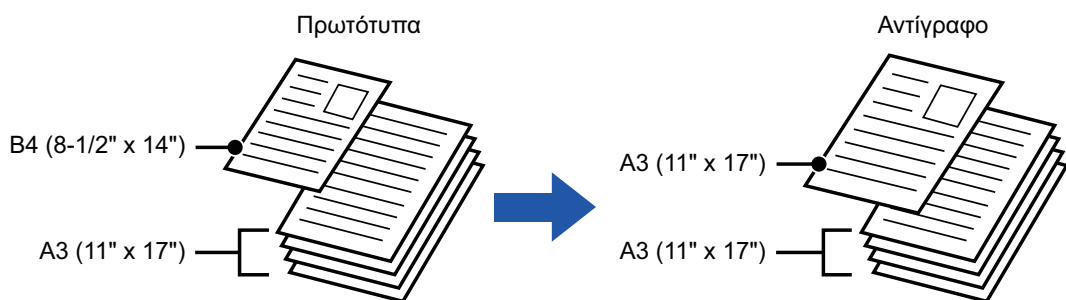 Πρωτότυπα
Αντίγραφο
B4 (8-1/2" x 14")
A3 (11" x 17")
A3 (11" x 17")
A3 (11" x 17")